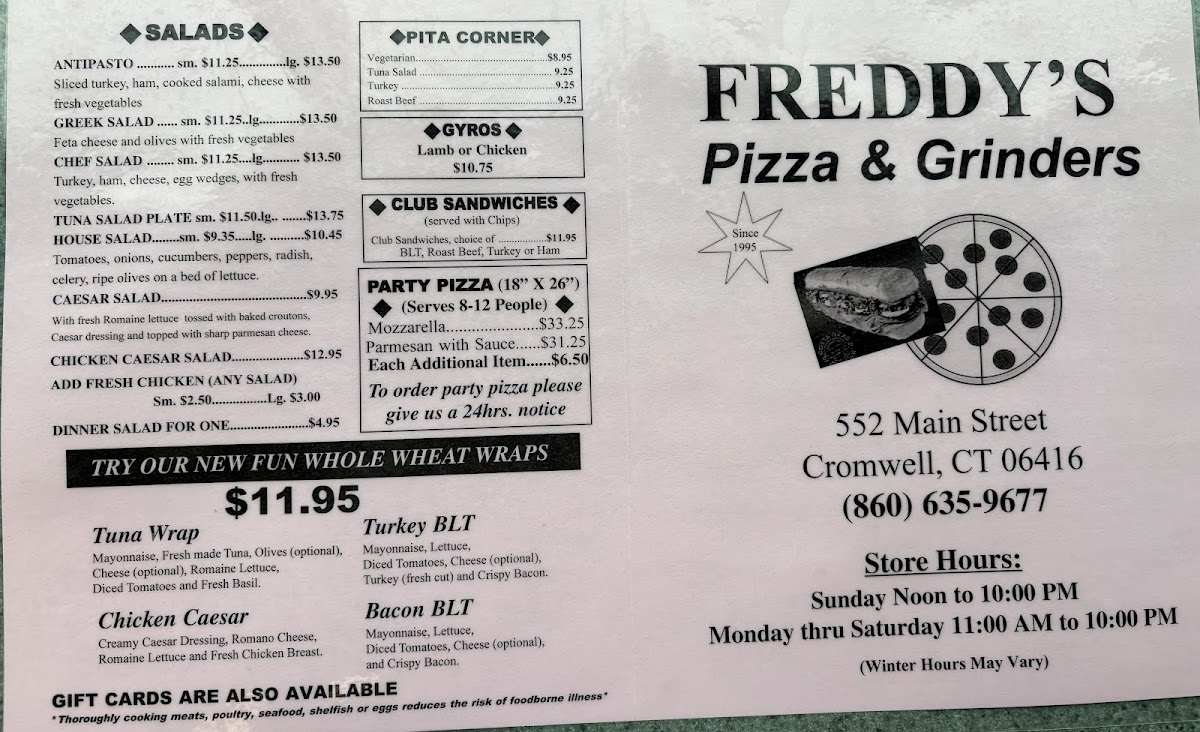 ◆SALADS◆
ANTIPASTO ........... sm. $11.25..............lg. $13.50
Sliced turkey, ham, cooked salami, cheese with
fresh vegetables
GREEK SALAD ...... sm. $11.25..lg............$13.50
Feta cheese and olives with fresh vegetables
CHEF SALAD ........ sm. $11.25....lg........... $13.50
Turkey, ham, cheese, egg wedges, with fresh
vegetables.
TUNA SALAD PLATE sm. $11.50.lg.. .......$13.75
HOUSE SALAD.......sm. $9.35.....lg. ..........$10.45
Tomatoes, onions, cucumbers, peppers, radish,
celery, ripe olives on a bed of lettuce.
CAESAR SALAD............................................$9.95
With fresh Romaine lettuce tossed with baked croutons,
Caesar dressing and topped with sharp parmesan cheese.
CHICKEN CAESAR SALAD......................$12.95
ADD FRESH CHICKEN (ANY SALAD)
Sm. $2.50................Lg. $3.00
DINNER SALAD FOR ONE........................$4.95
◆PITA CORNER◆
Vegetarian.............................................$8.95
Tuna Salad .............................................9.25
Turkey ....................................................9.25
Roast Beef ..............................................9.25
◆GYROS◆
Lamb or Chicken
$10.75
◆ CLUB SANDWICHES ◆
(served with Chips)
Club Sandwiches, choice of .................$11.95
BLT, Roast Beef, Turkey or Ham
PARTY PIZZA (18” X 26”)
◆ (Serves 8-12 People) ◆
Mozzarella......................$33.25
Parmesan with Sauce......$31.25
Each Additional Item.......$6.50
To order party pizza please
give us a 24hrs. notice
TRY OUR NEW FUN WHOLE WHEAT WRAPS
$11.95
Tuna Wrap
Mayonnaise, Fresh made Tuna, Olives (optional),
Cheese (optional), Romaine Lettuce,
Diced Tomatoes and Fresh Basil.
Chicken Caesar
Creamy Caesar Dressing, Romano Cheese,
Romaine Lettuce and Fresh Chicken Breast.
Turkey BLT
Mayonnaise, Lettuce,
Diced Tomatoes, Cheese (optional),
Turkey (fresh cut) and Crispy Bacon.
Bacon BLT
Mayonnaise, Lettuce,
Diced Tomatoes, Cheese (optional),
and Crispy Bacon.
GIFT CARDS ARE ALSO AVAILABLE
*Thoroughly cooking meats, poultry, seafood, shelfish or eggs reduces the risk of foodborne illness*
FREDDY’S
Pizza & Grinders
Since
1995
552 Main Street
Cromwell, CT 06416
(860) 635-9677
Store Hours:
Sunday Noon to 10:00 PM
Monday thru Saturday 11:00 AM to 10:00 PM
(Winter Hours May Vary)